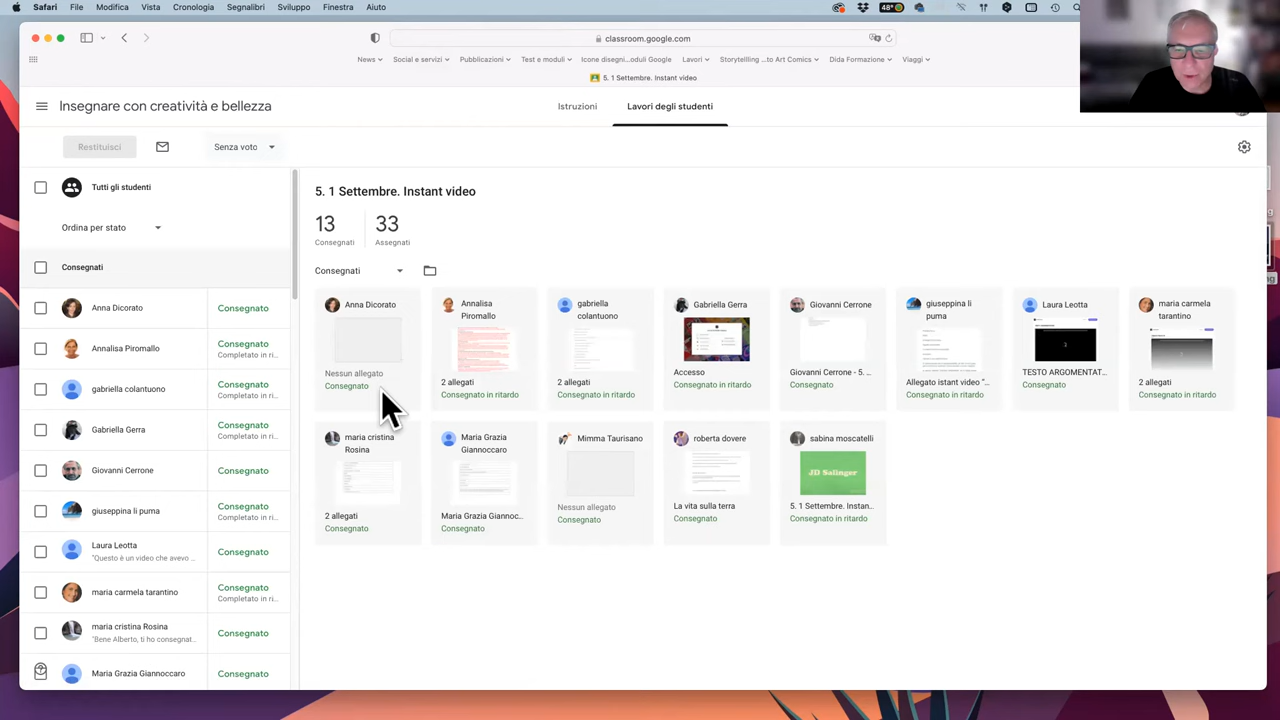 Safari File Modifica Vista Cronologia Segnalibri Sviluppo Finestra Aiuto
48°
classroom.google.com
News Social e servizi Pubblicazioni Test e moduli Icone disegni...oduli Google Lavori Storytelling ...to Art Comics Dida Formazione Viaggi
5. 1 Settembre. Instant video
Insegnare con creatività e bellezza
Istruzioni
Lavori degli studenti
Restituisci
Senza voto
Tutti gli studenti
Ordina per stato
Consegnati
Anna Dicorato
Consegnato
Annalisa Piromallo
Consegnato
Completato in ri...
gabriella colantuono
Consegnato
Completato in ri...
Gabriella Gerra
Consegnato
Completato in ri...
Giovanni Cerrone
Consegnato
giuseppina li puma
Consegnato
Completato in ri...
Laura Leotta
"Questo è un video che avevo ...
Consegnato
maria carmela tarantino
Consegnato
Completato in ri...
maria cristina Rosina
"Bene Alberto, ti ho consegnat...
Consegnato
Maria Grazia Giannoccaro
Consegnato
5. 1 Settembre. Instant video
13
Consegnati
33
Assegnati
Consegnati
Anna Dicorato
Nessun allegato
Consegnato
Annalisa
Piromallo
2 allegati
Consegnato in ritardo
gabriella
colantuono
2 allegati
Consegnato in ritardo
Gabriella Gerra
Accesso
Consegnato in ritardo
Giovanni Cerrone
Giovanni Cerrone - 5. ...
Consegnato
giuseppina li
puma
Allegato istant video "...
Consegnato in ritardo
Laura Leotta
TESTO ARGOMENTAT...
Consegnato
maria carmela
tarantino
2 allegati
Consegnato in ritardo
maria cristina
Rosina
2 allegati
Consegnato
Maria Grazia
Giannoccaro
Maria Grazia Giannoc...
Consegnato
Mimma Taurisano
Nessun allegato
Consegnato
roberta dovere
La vita sulla terra
Consegnato
sabina moscatelli
JD Salinger
5. 1 Settembre. Instan...
Consegnato in ritardo